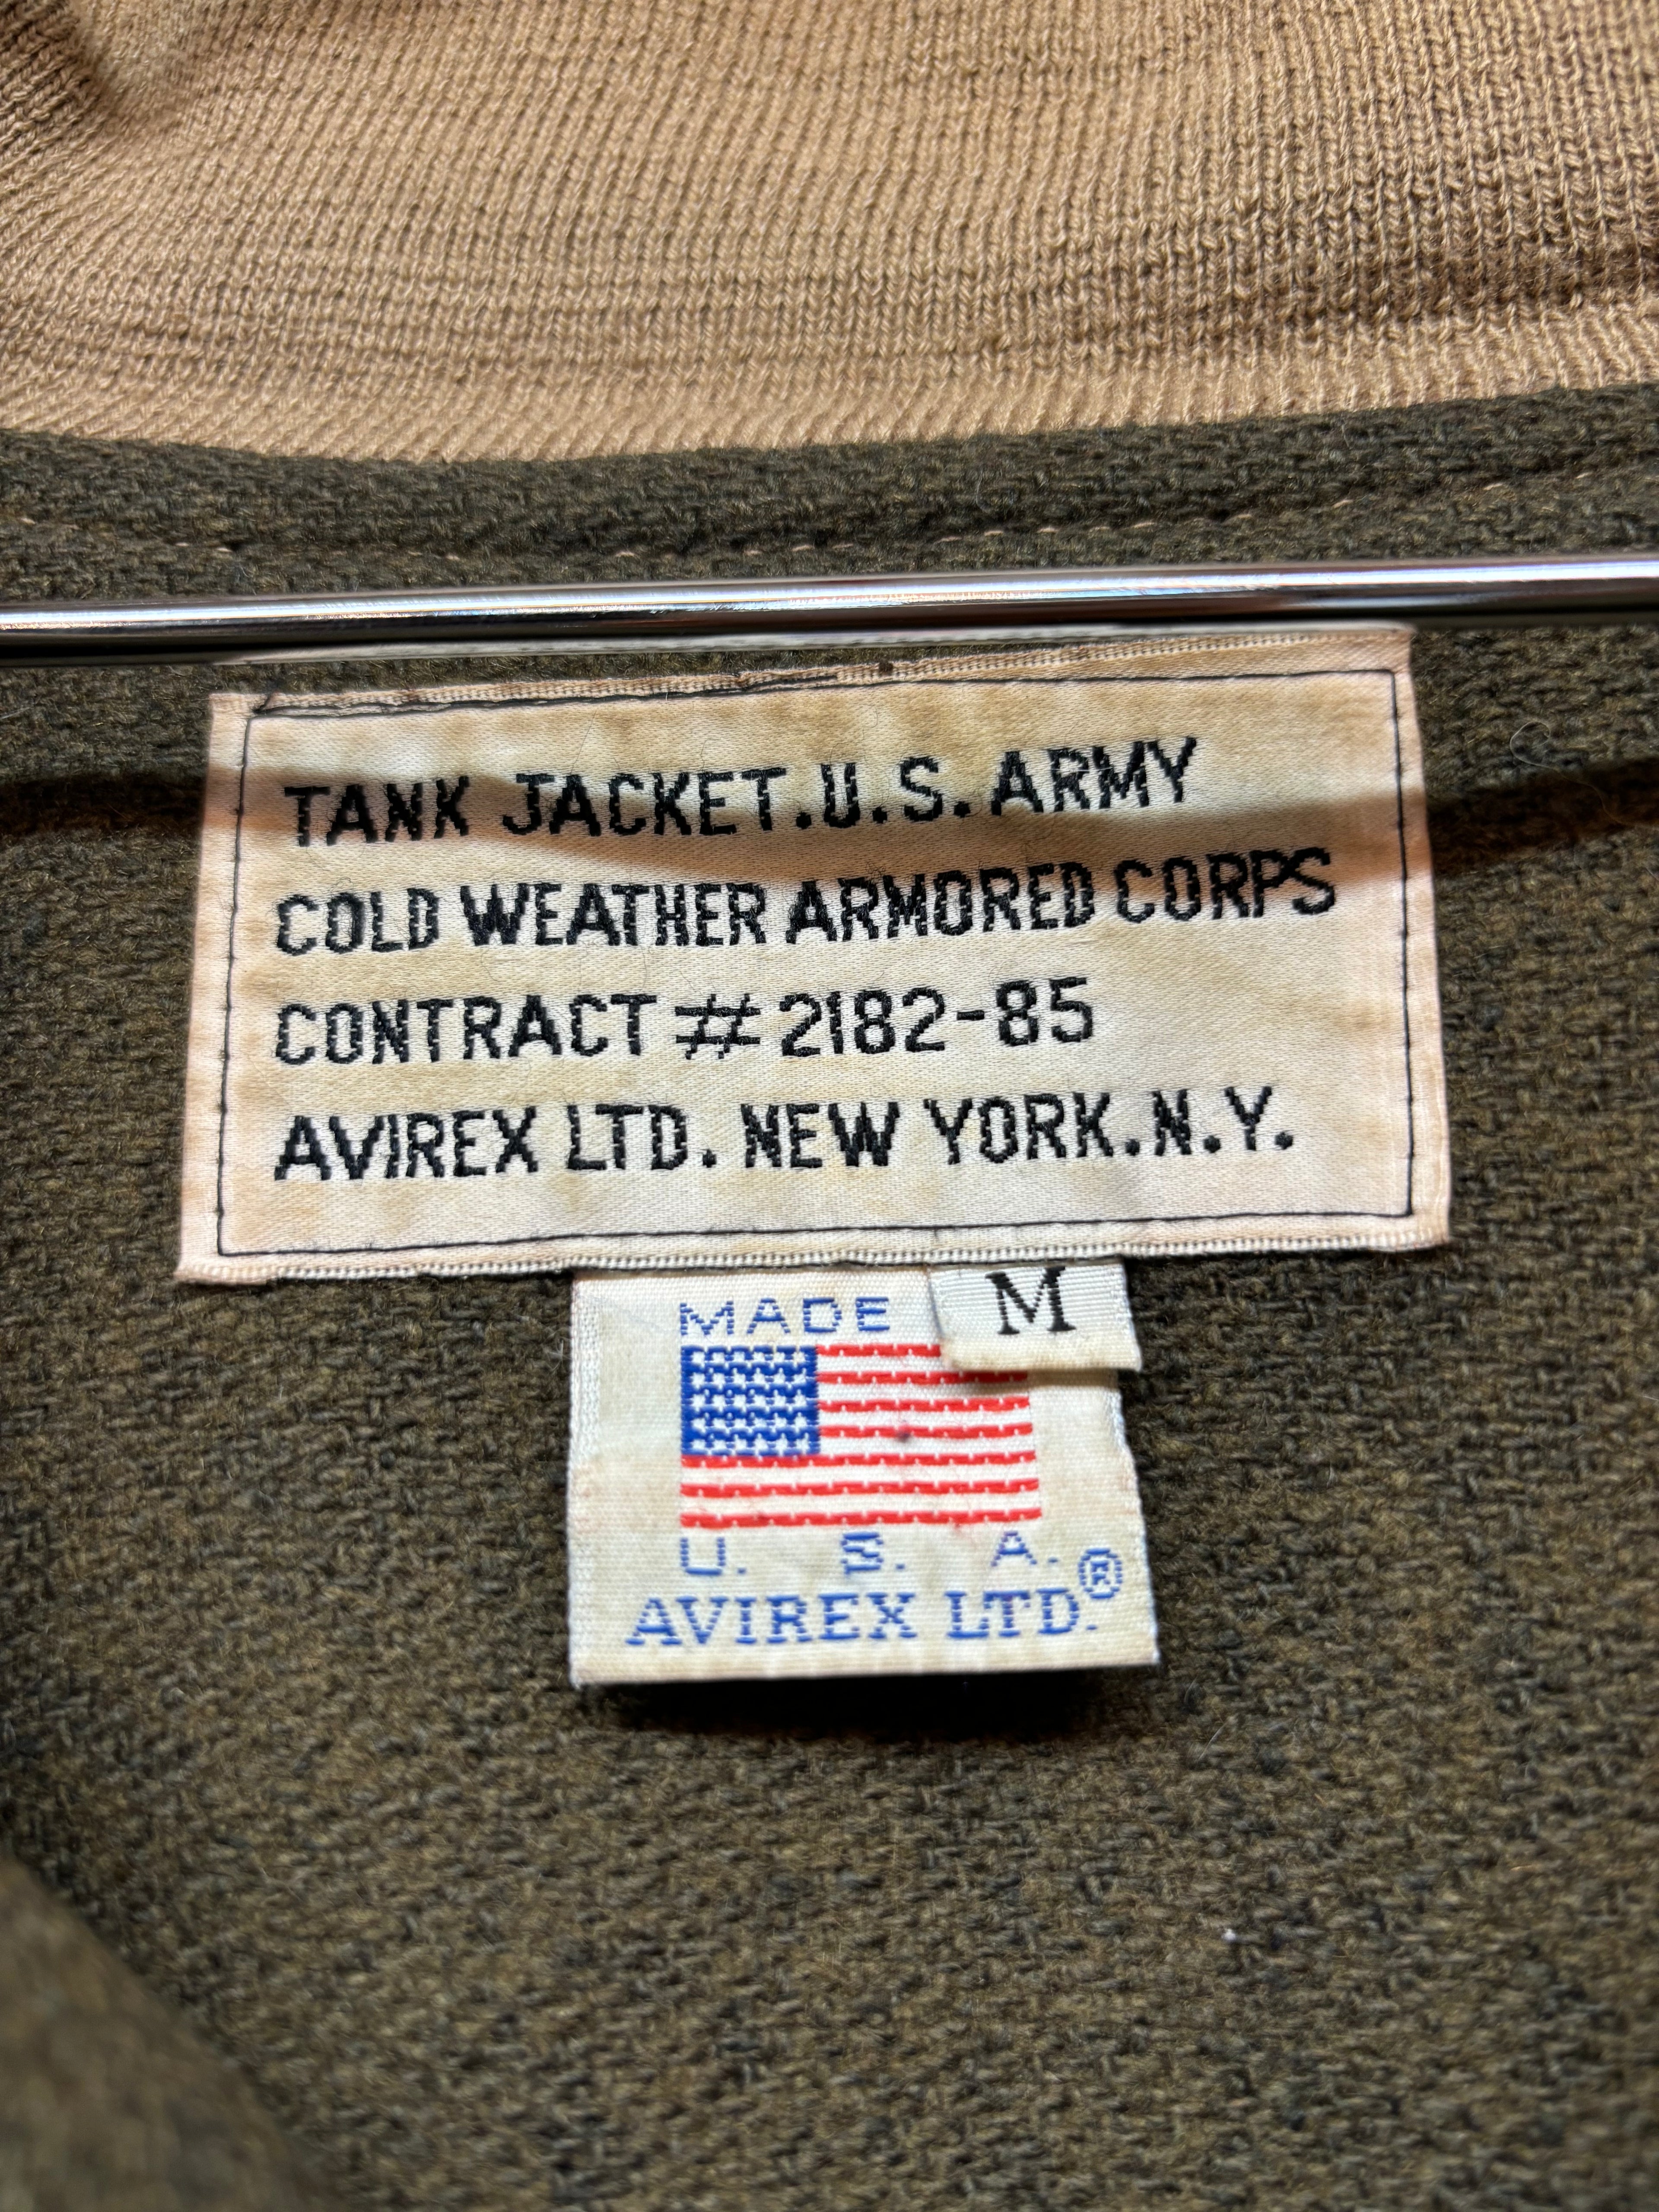 TANK JACKET.U.S.ARMY
COLD WEATHER ARMORED CORPS
CONTRACT # 2182-85
AVIREX LTD. NEW YORK.N.Y.
MADE
M
U. S. A.
AVIREX LTD.®